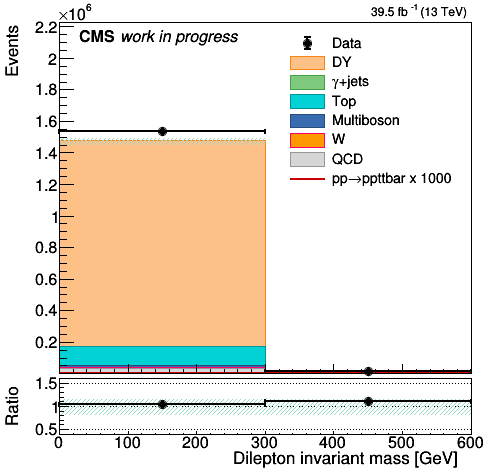 ×10⁶
39.5 fb⁻¹ (13 TeV)
Events
CMS work in progress
2.2
2
1.8
1.6
1.4
1.2
1
0.8
0.6
0.4
0.2
Data
DY
γ+jets
Top
Multiboson
W
QCD
pp→ppttbar x 1000
Ratio
1.5
1
0.5
0 100 200 300 400 500 600
Dilepton invariant mass [GeV]